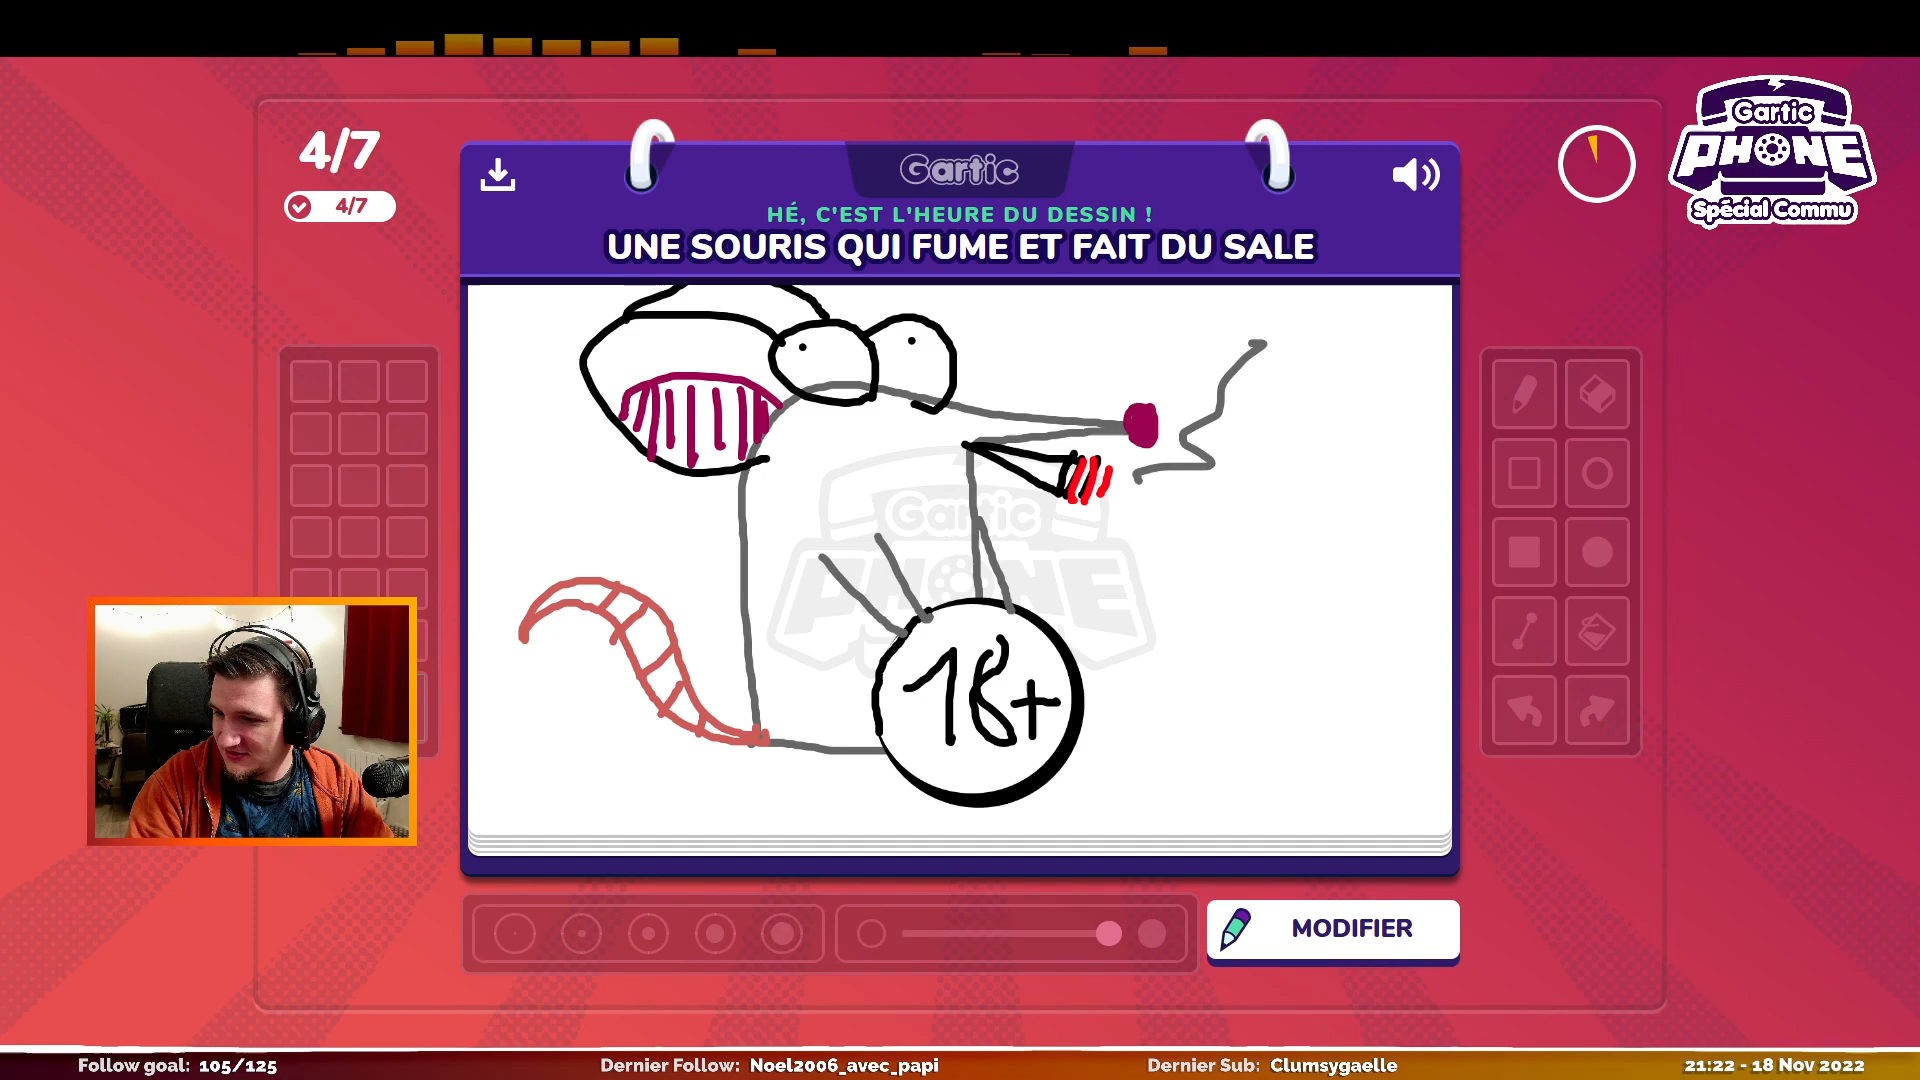 4/7
4/7
Gartic
HÉ, C'EST L'HEURE DU DESSIN !
UNE SOURIS QUI FUME ET FAIT DU SALE
Gartic
PHONE
Spécial Commu
Gartic
PHONE
18+
MODIFIER
Follow goal: 105/125
Dernier Follow: Noel2006_avec_papi
Dernier Sub: Clumsygaelle
21:22 - 18 Nov 2022